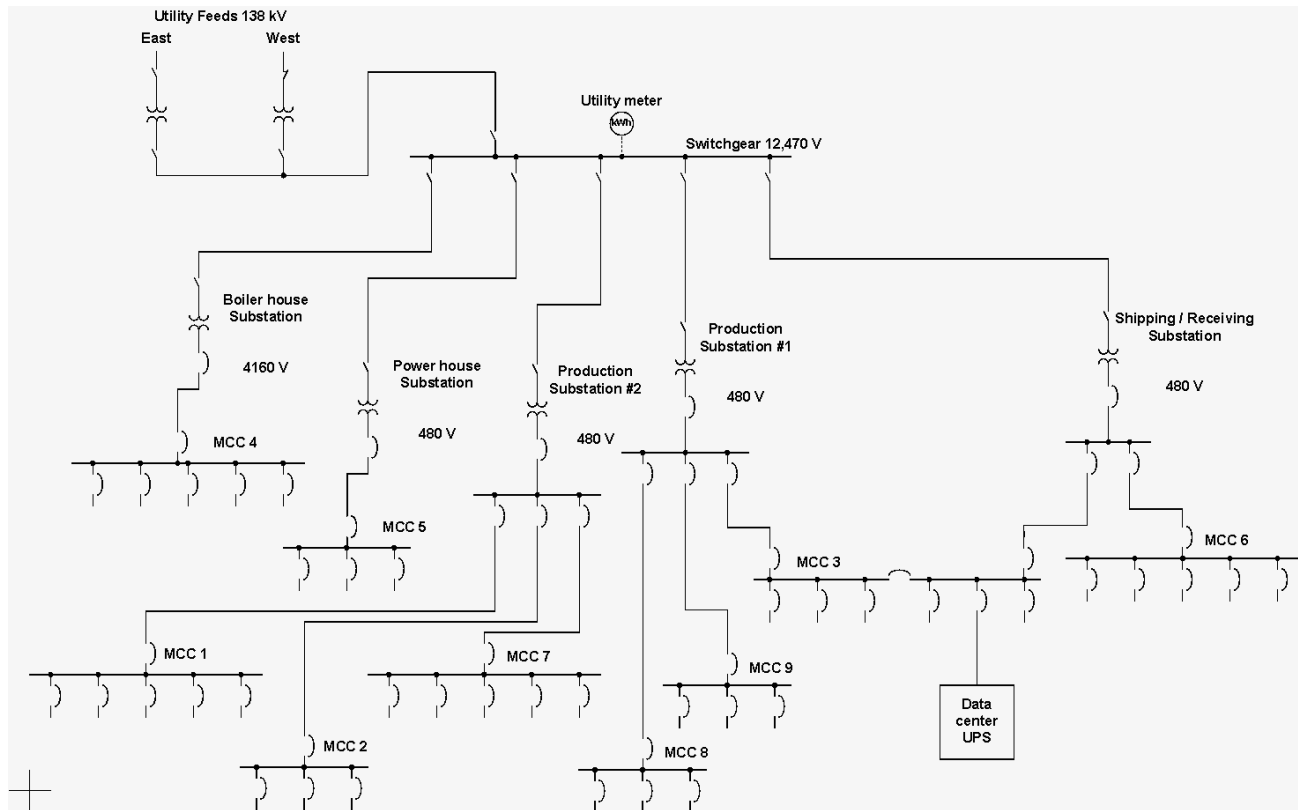 Utility Feeds 138 kV
East
West
Utility meter
kWh
Switchgear 12,470 V
Boiler house
Substation
4160 V
Power house
Substation
480 V
Production
Substation #2
480 V
Production
Substation #1
480 V
Shipping / Receiving
Substation
480 V
MCC 4
MCC 5
MCC 3
MCC 6
MCC 1
MCC 7
MCC 9
MCC 2
MCC 8
Data
center
UPS